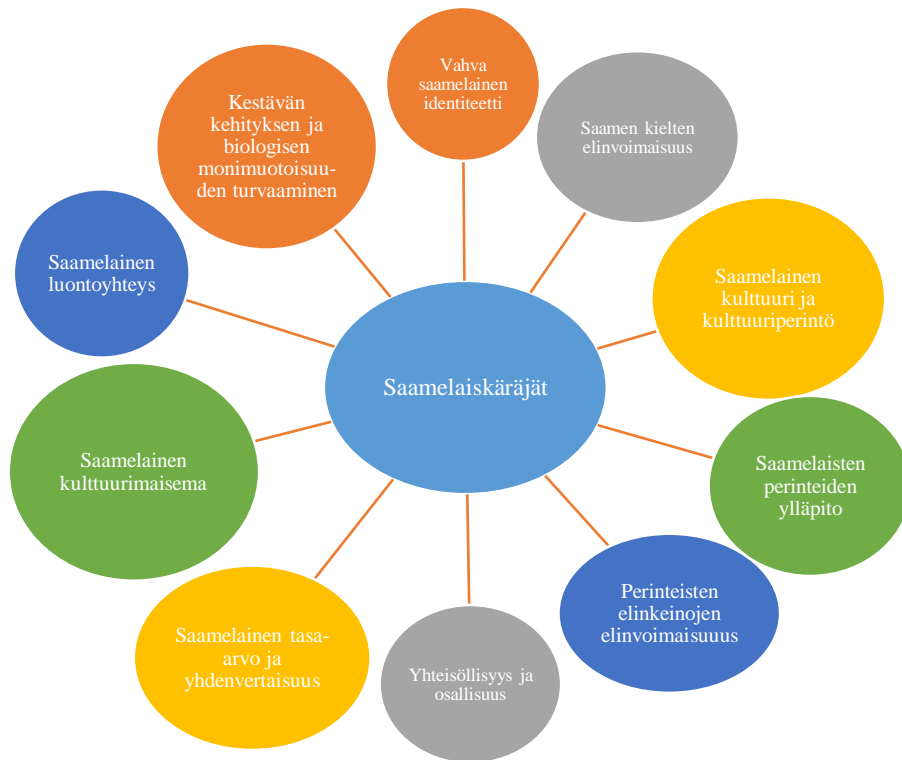 Vahva
saamelainen
identiteetti
Saamen kielten
elinvoimaisuus
Saamelainen
kulttuuri ja
kulttuuriperintö
Saamelaisten
perinteiden
ylläpito
Perinteisten
elinkeinojen
elinvoimaisuuus
Yhteisöllisyys ja
osallisuus
Saamelainen tasa-
arvo ja
yhdenvertaisuus
Saamelainen
kulttuurimaisema
Saamelainen
luontoyhteys
Kestävän
kehityksen ja
biologisen
monimuotoisuu-
den turvaaminen
Saamelaiskäräjät